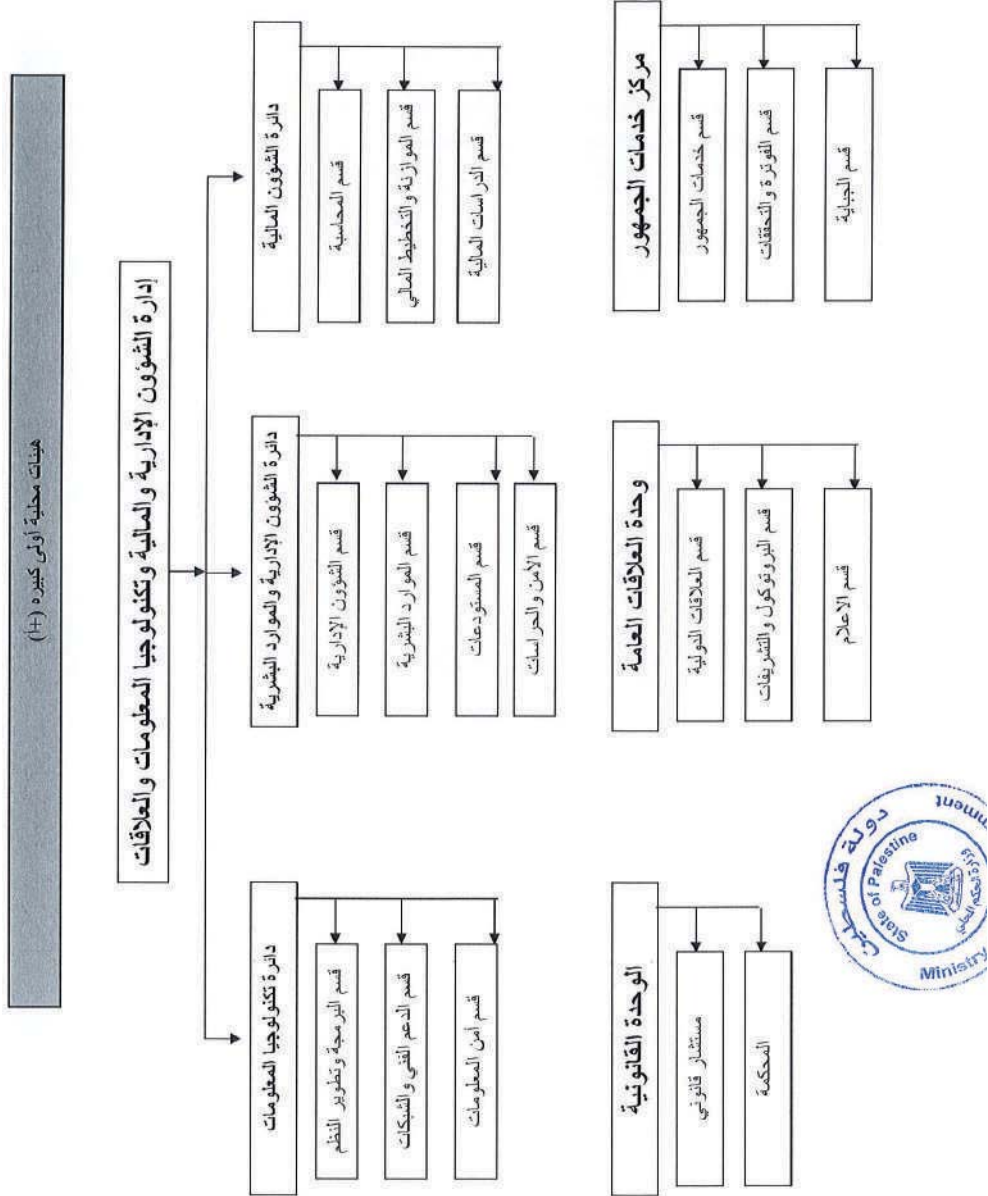 هيئات محلية أولى كبيره (+أ)
إدارة الشؤون الإدارية والمالية وتكنولوجيا المعلومات والعلاقات
دائرة الشؤون المالية
قسم المحاسبة
قسم الموازنة والتخطيط المالي
قسم الدراسات المالية
دائرة الشؤون الإدارية والموارد البشرية
قسم الشؤون الإدارية
قسم الموارد البشرية
قسم المستودعات
قسم الأمن والحراسات
دائرة تكنولوجيا المعلومات
قسم البرمجة وتطوير النظم
قسم الدعم الفني والشبكات
قسم أمن المعلومات
مركز خدمات الجمهور
قسم خدمات الجمهور
قسم الفوترة والتحققات
قسم الجباية
وحدة العلاقات العامة
قسم العلاقات الدولية
قسم البروتوكول والتشريفات
قسم الاعلام
الوحدة القانونية
مستشار قانوني
المحكمة
دولة فلسطين
State of Palestine
وزارة الحكم المحلي
Ministry